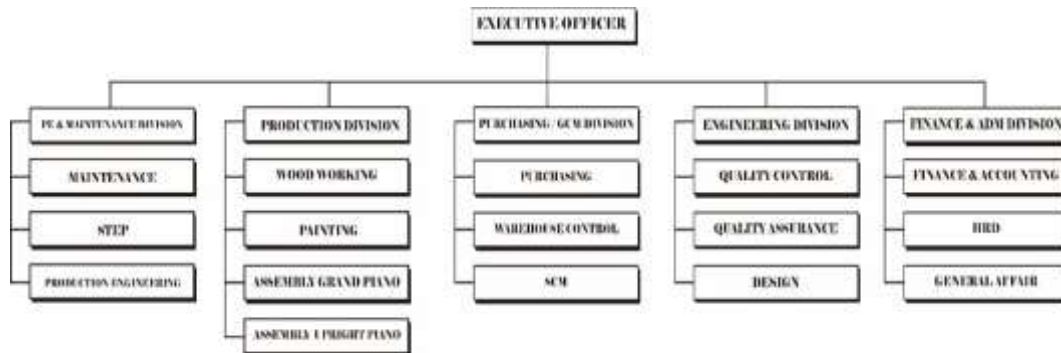 EXECUTIVE OFFICER
PE & MAINTENANCE DIVISION
MAINTENANCE
STEP
PRODUCTION ENGINEERING
PRODUCTION DIVISION
WOOD WORKING
PAINTING
ASSEMBLY GRAND PIANO
ASSEMBLY UPRIGHT PIANO
PURCHASING / GCM DIVISION
PURCHASING
WAREHOUSE CONTROL
SCM
ENGINEERING DIVISION
QUALITY CONTROL
QUALITY ASSURANCE
DESIGN
FINANCE & ADM DIVISION
FINANCE & ACCOUNTING
HRD
GENERAL AFFAIR